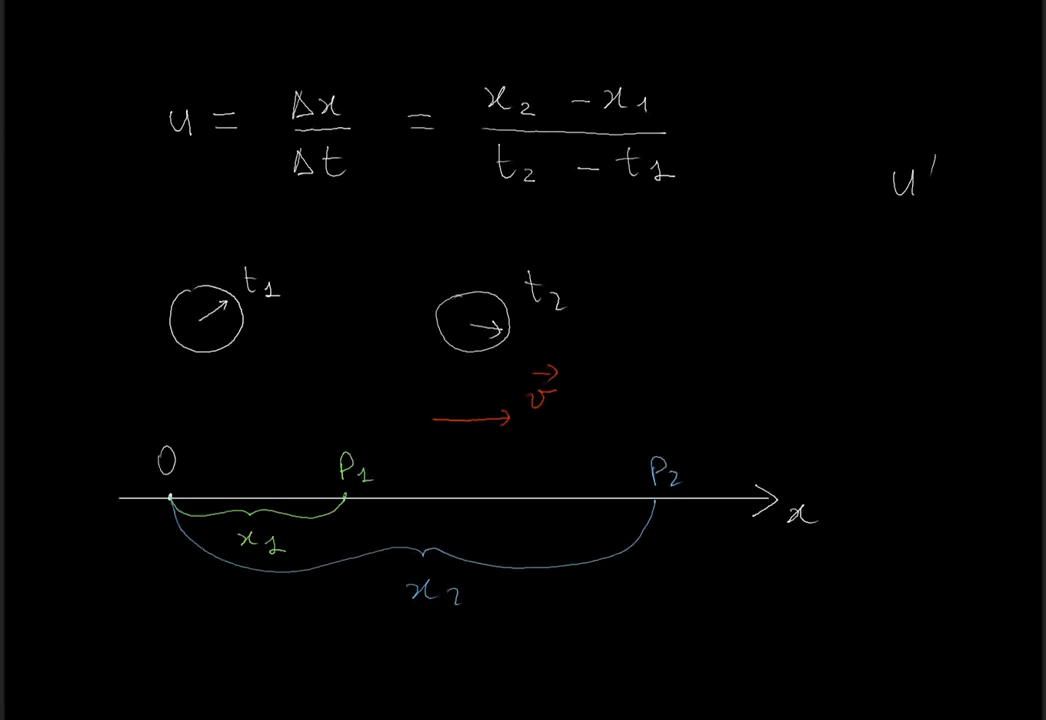 u = Δx / Δt = x₂ - x₁ / t₂ - t₁
u'
t₁ t₂
v⃗
O P₁ P₂
x
x₁
x₂